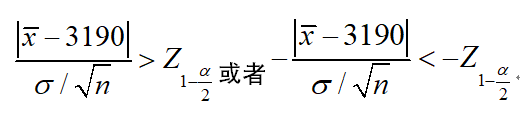 |x̄ − 3190| / (σ / √n) > Z_{1−α/2} 或者 − |x̄ − 3190| / (σ / √n) < −Z_{1−α/2}